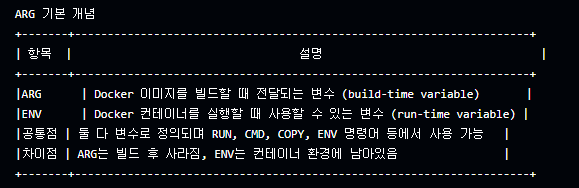 ARG 기본 개념
+-------+----------------------------------------------------------------+
| 항목  |                                설명                                |
+-------+----------------------------------------------------------------+
|ARG      | Docker 이미지를 빌드할 때 전달되는 변수 (build-time variable)       |
|ENV      | Docker 컨테이너를 실행할 때 사용할 수 있는 변수 (run-time variable) |
|공통점 | 둘 다 변수로 정의되며 RUN, CMD, COPY, ENV 명령어 등에서 사용 가능   |
|차이점 | ARG는 빌드 후 사라짐, ENV는 컨테이너 환경에 남아있음                |
+-------+----------------------------------------------------------------+